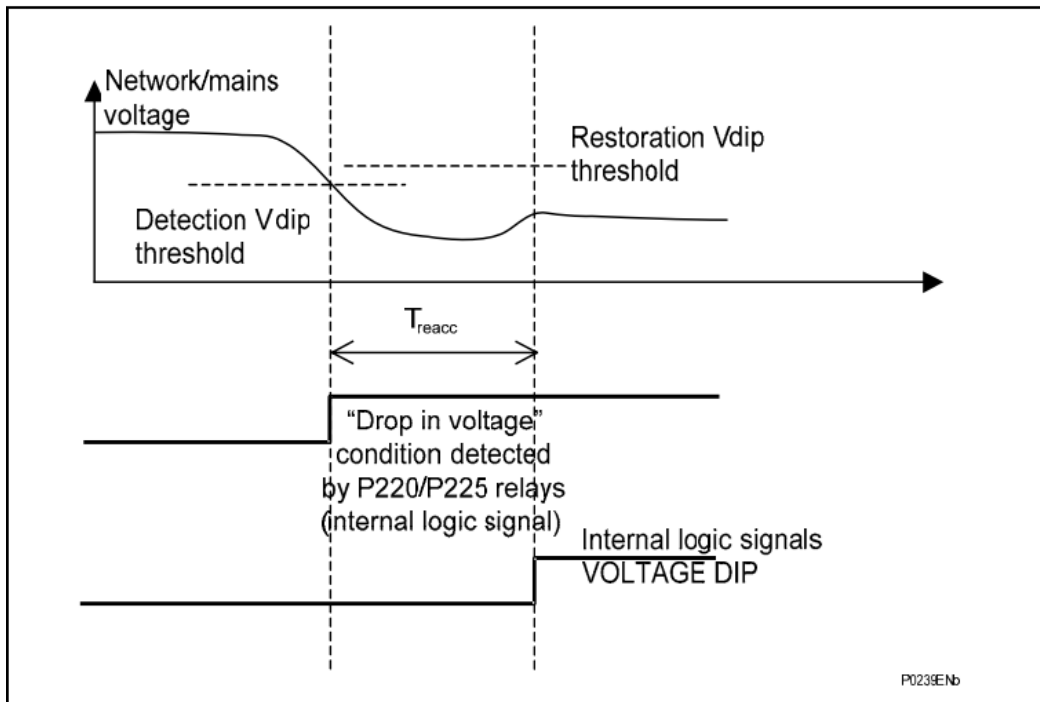 Network/mains
voltage
Restoration Vdip
threshold
Detection Vdip
threshold
Treacc
“Drop in voltage”
condition detected
by P220/P225 relays
(internal logic signal)
Internal logic signals
VOLTAGE DIP
P0239ENb